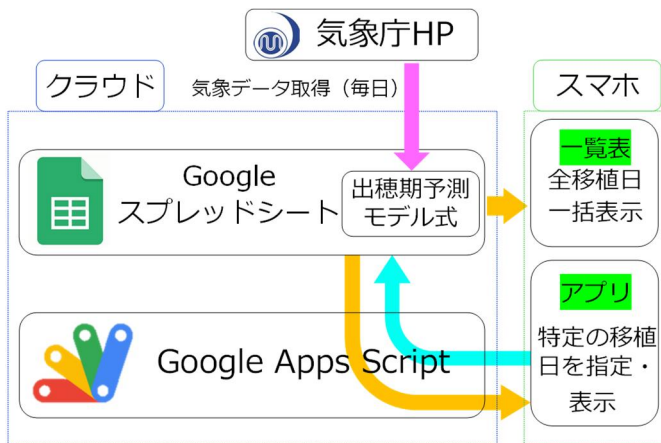 気象庁HP
クラウド
気象データ取得（毎日）
スマホ
Google
スプレッドシート
出穂期予測
モデル式
一覧表
全移植日
一括表示
アプリ
特定の移植
日を指定・
表示
Google Apps Script